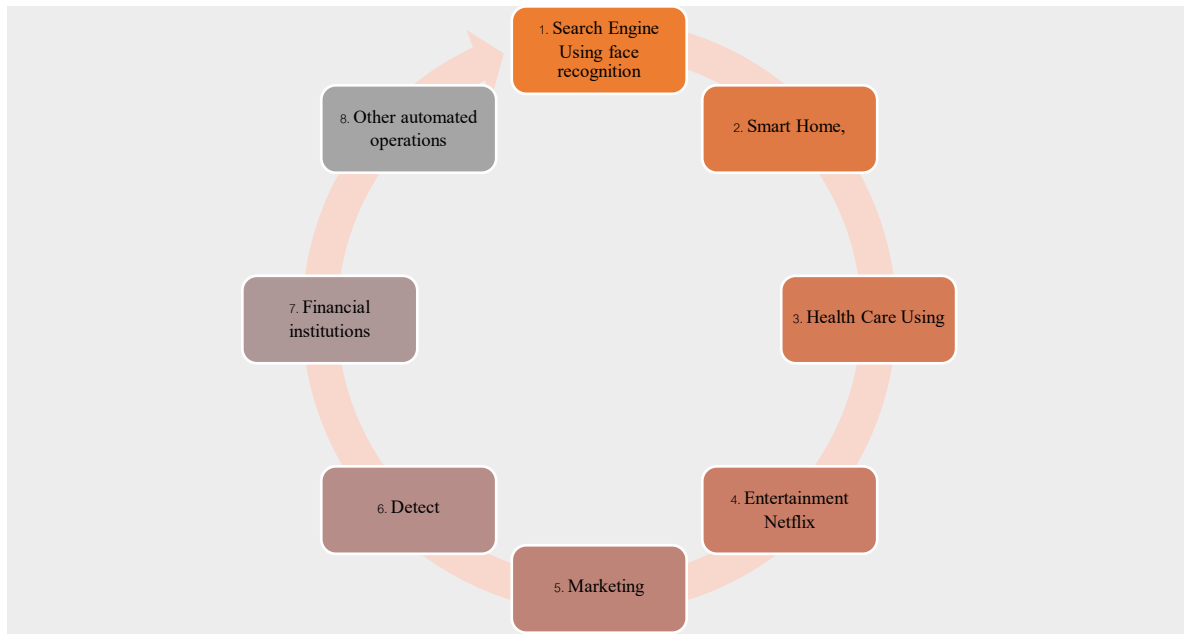 1. Search Engine
Using face
recognition
2. Smart Home,
3. Health Care Using
4. Entertainment
Netflix
5. Marketing
6. Detect
7. Financial
institutions
8. Other automated
operations